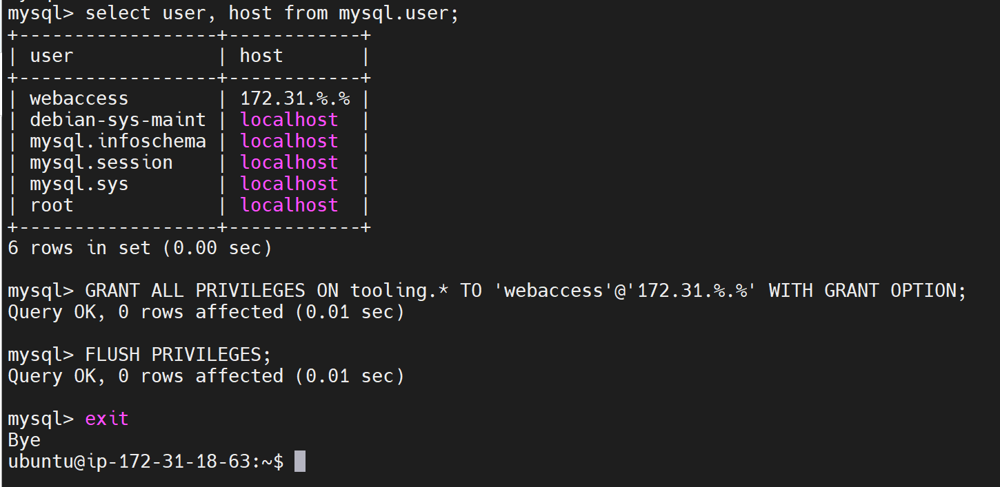 mysql> select user, host from mysql.user;
+------------------+------------+
| user             | host       |
+------------------+------------+
| webaccess        | 172.31.%.% |
| debian-sys-maint | localhost  |
| mysql.infoschema | localhost  |
| mysql.session    | localhost  |
| mysql.sys        | localhost  |
| root             | localhost  |
+------------------+------------+
6 rows in set (0.00 sec)

mysql> GRANT ALL PRIVILEGES ON tooling.* TO 'webaccess'@'172.31.%.%' WITH GRANT OPTION;
Query OK, 0 rows affected (0.01 sec)

mysql> FLUSH PRIVILEGES;
Query OK, 0 rows affected (0.01 sec)

mysql> exit
Bye
ubuntu@ip-172-31-18-63:~$